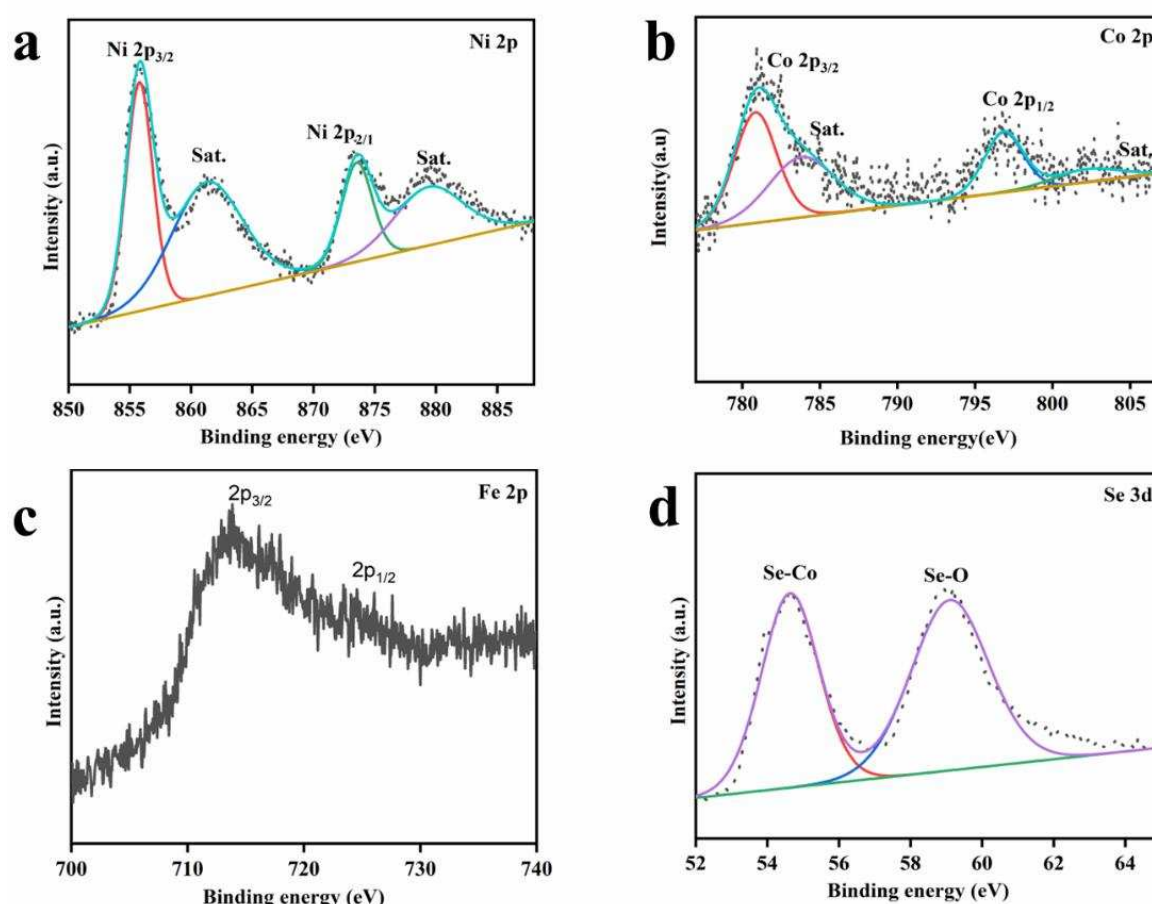 a
Ni 2p
Ni 2p3/2
Sat.
Ni 2p2/1
Sat.
Intensity (a.u.)
850 855 860 865 870 875 880 885
Binding energy (eV)
b
Co 2p
Co 2p3/2
Sat.
Co 2p1/2
Sat.
Intensity(a.u)
780 785 790 795 800 805
Binding energy(eV)
c
Fe 2p
2p3/2
2p1/2
Intensity (a.u.)
700 710 720 730 740
Binding energy (eV)
d
Se 3d
Se-Co
Se-O
Intensity (a.u.)
52 54 56 58 60 62 64
Binding energy (eV)